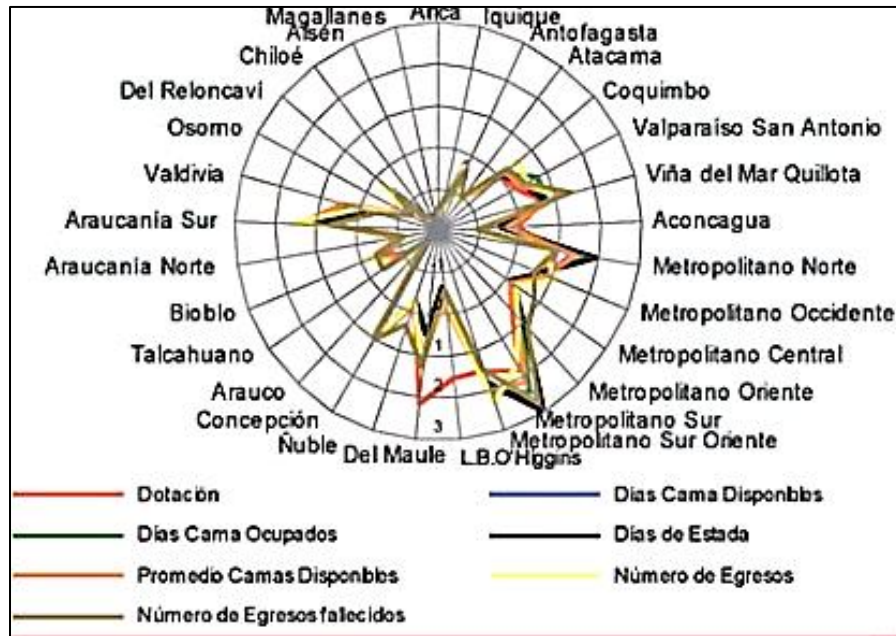 Arica
Iquique
Antofagasta
Atacama
Coquimbo
Valparaíso San Antonio
Viña del Mar Quillota
Aconcagua
Metropolitano Norte
Metropolitano Occidente
Metropolitano Central
Metropolitano Oriente
Metropolitano Sur
Metropolitano Sur Oriente
L.B.O'Higgins
Del Maule
Ñuble
Concepción
Arauco
Talcahuano
Bioblo
Araucanía Norte
Araucanía Sur
Valdivia
Osorno
Del Reloncaví
Chiloé
Aisén
Magallanes
1
2
3
Dotación
Días Cama Disponbles
Días Cama Ocupados
Días de Estada
Promedio Camas Disponbles
Número de Egresos
Número de Egresos fallecidos